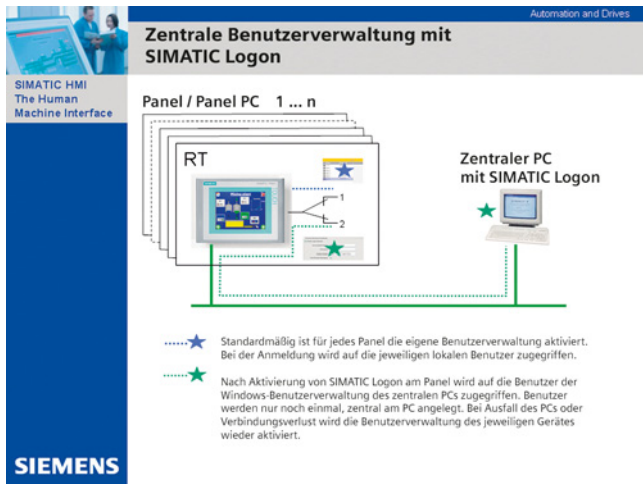 Automation and Drives
Zentrale Benutzerverwaltung mit
SIMATIC Logon
SIMATIC HMI
The Human
Machine Interface
Panel / Panel PC 1 ... n
RT
1
2
Zentraler PC
mit SIMATIC Logon
Standardmäßig ist für jedes Panel die eigene Benutzerverwaltung aktiviert.
Bei der Anmeldung wird auf die jeweiligen lokalen Benutzer zugegriffen.
Nach Aktivierung von SIMATIC Logon am Panel wird auf die Benutzer der
Windows-Benutzerverwaltung des zentralen PCs zugegriffen. Benutzer
werden nur noch einmal, zentral am PC angelegt. Bei Ausfall des PCs oder
Verbindungsverlust wird die Benutzerverwaltung des jeweiligen Gerätes
wieder aktiviert.
SIEMENS